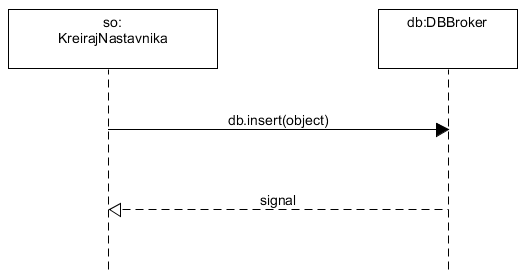 so:
KreirajNastavnika
db:DBBroker
db.insert(object)
signal